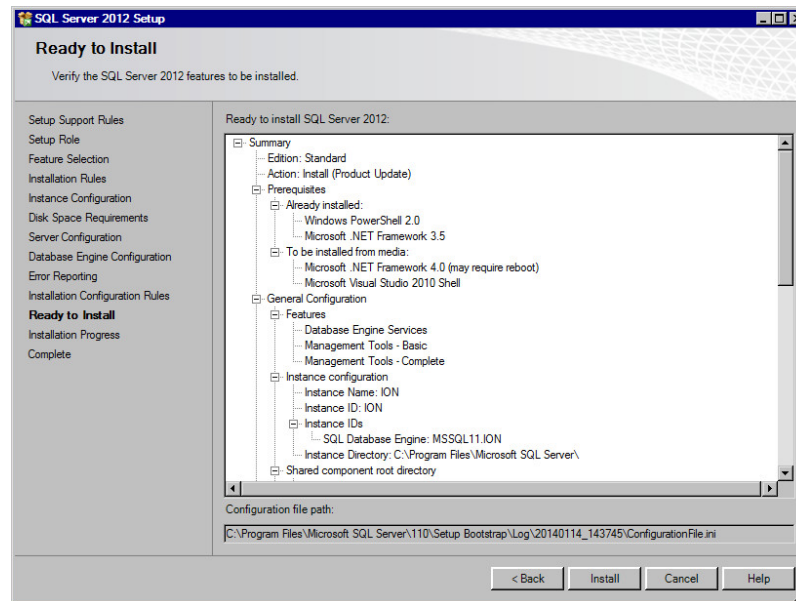 SQL Server 2012 Setup
Ready to Install
Verify the SQL Server 2012 features to be installed.
Setup Support Rules
Setup Role
Feature Selection
Installation Rules
Instance Configuration
Disk Space Requirements
Server Configuration
Database Engine Configuration
Error Reporting
Installation Configuration Rules
Ready to Install
Installation Progress
Complete
Ready to install SQL Server 2012:
Summary
Edition: Standard
Action: Install (Product Update)
Prerequisites
Already installed:
Windows PowerShell 2.0
Microsoft .NET Framework 3.5
To be installed from media:
Microsoft .NET Framework 4.0 (may require reboot)
Microsoft Visual Studio 2010 Shell
General Configuration
Features
Database Engine Services
Management Tools - Basic
Management Tools - Complete
Instance configuration
Instance Name: ION
Instance ID: ION
Instance IDs
SQL Database Engine: MSSQL11.ION
Instance Directory: C:\Program Files\Microsoft SQL Server\
Shared component root directory
Configuration file path:
C:\Program Files\Microsoft SQL Server\110\Setup Bootstrap\Log\20140114_143745\ConfigurationFile.ini
< Back
Install
Cancel
Help